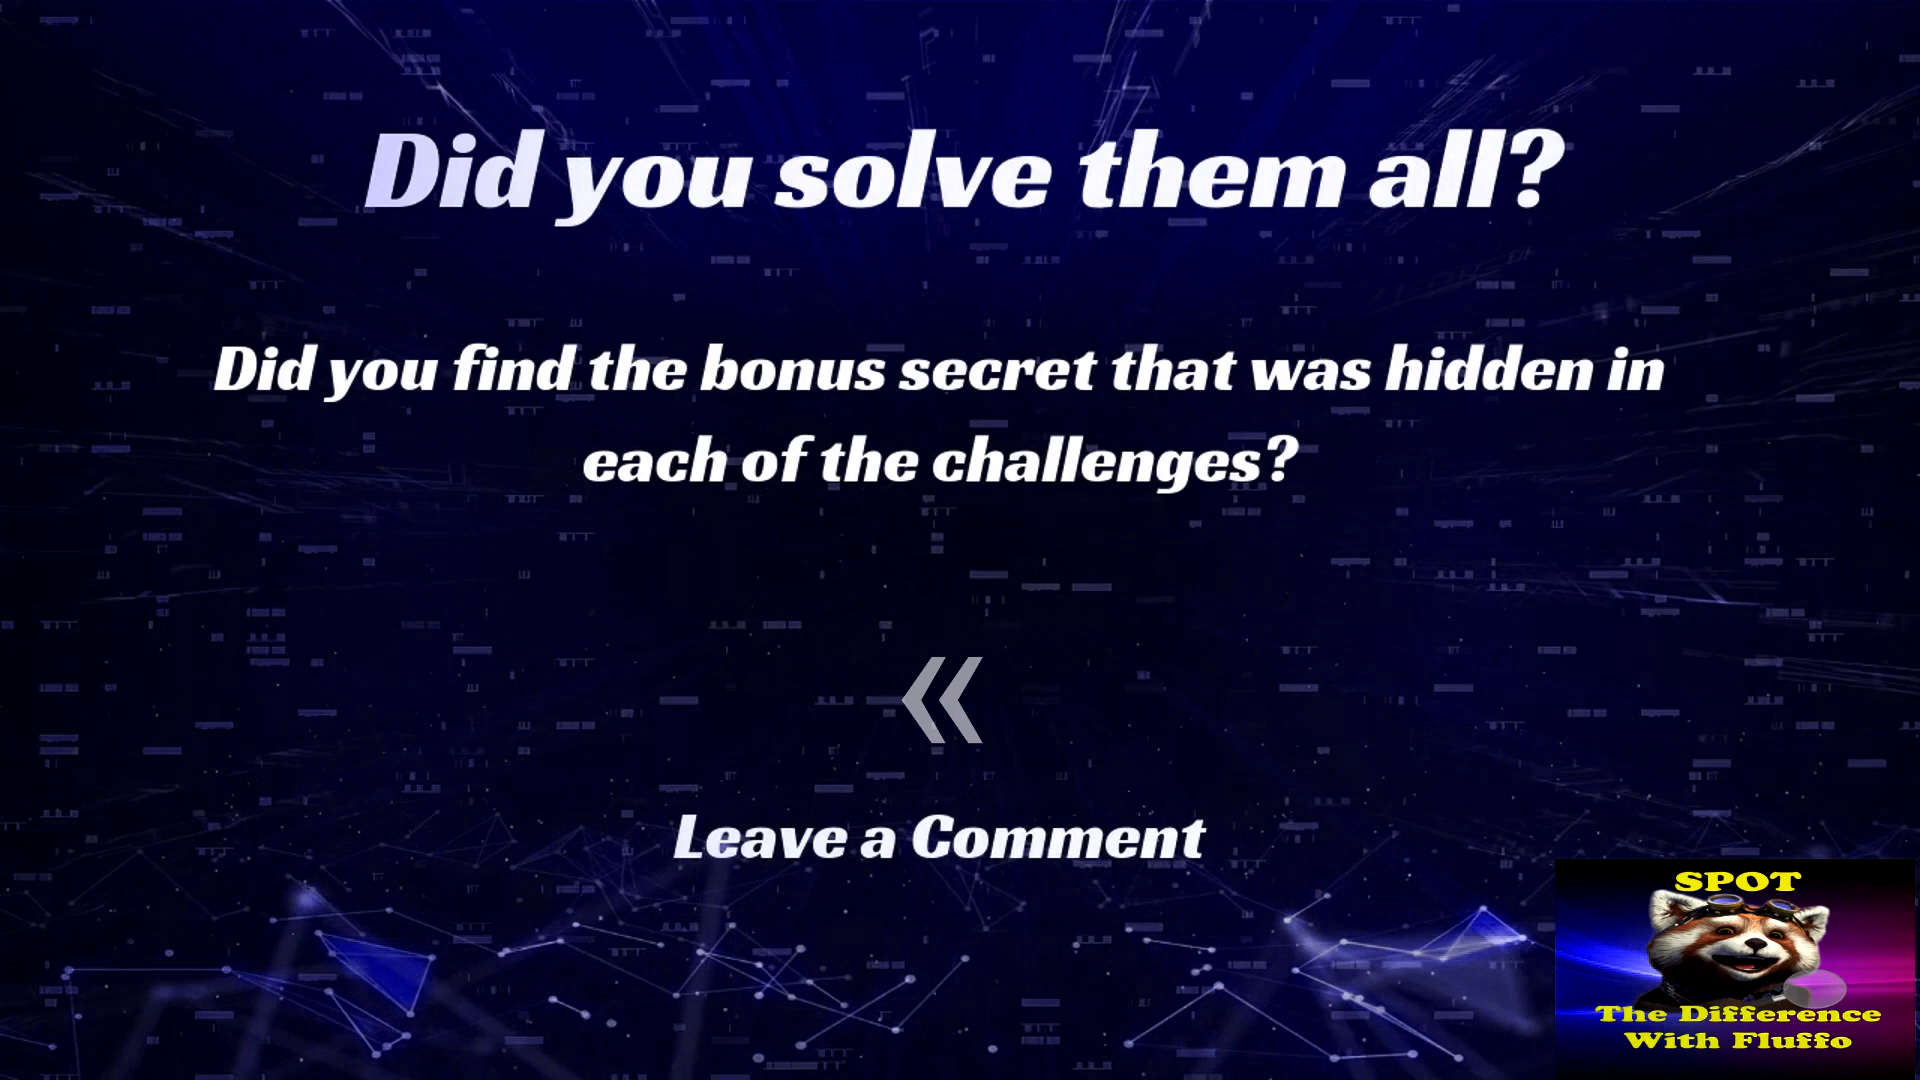 Did you solve them all?
Did you find the bonus secret that was hidden in
each of the challenges?
Leave a Comment
SPOT
The Difference
With Fluffo